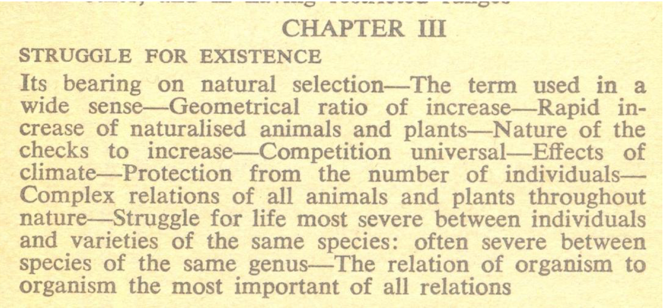 CHAPTER III
STRUGGLE FOR EXISTENCE
Its bearing on natural selection—The term used in a
wide sense—Geometrical ratio of increase—Rapid in-
crease of naturalised animals and plants—Nature of the
checks to increase—Competition universal—Effects of
climate—Protection from the number of individuals—
Complex relations of all animals and plants throughout
nature—Struggle for life most severe between individuals
and varieties of the same species: often severe between
species of the same genus—The relation of organism to
organism the most important of all relations